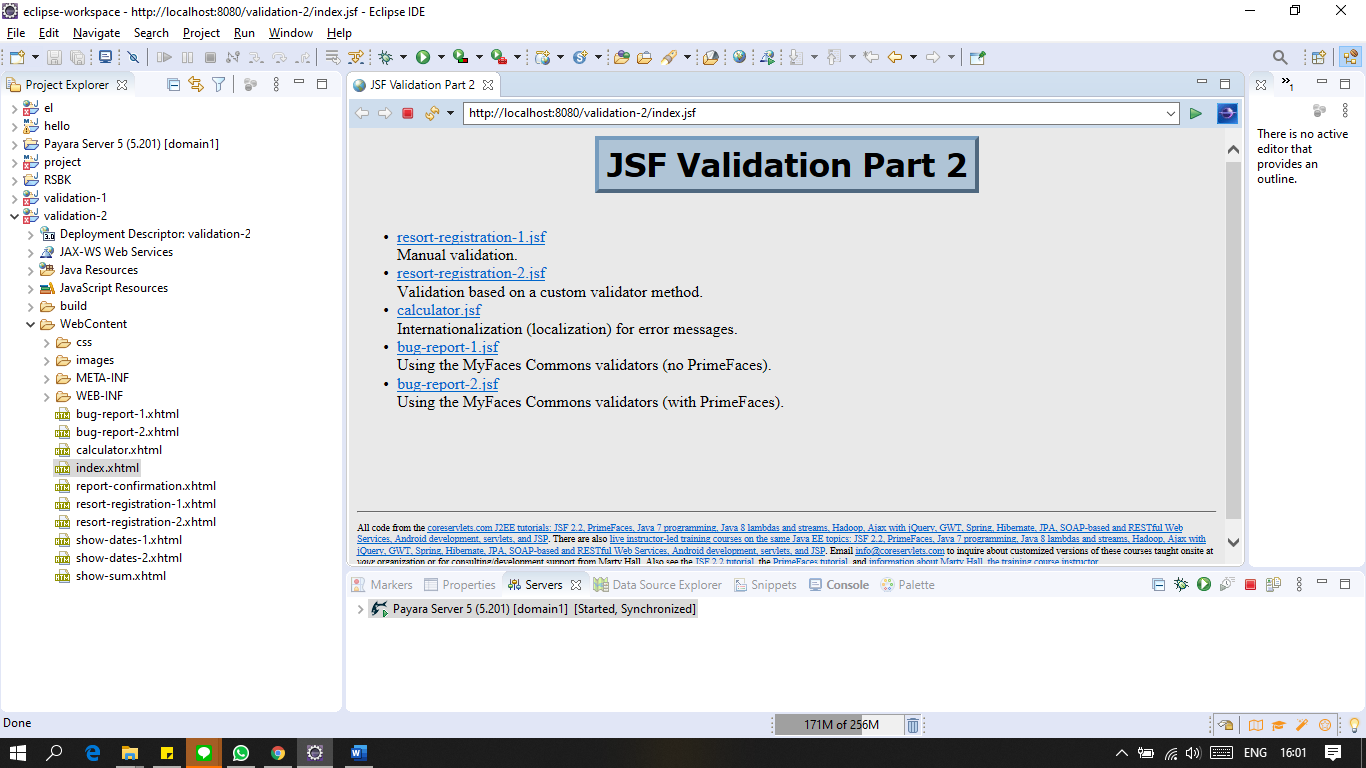 eclipse-workspace - http://localhost:8080/validation-2/index.jsf - Eclipse IDE
File Edit Navigate Search Project Run Window Help
Project Explorer
el
hello
Payara Server 5 (5.201) [domain1]
project
RSBK
validation-1
validation-2
Deployment Descriptor: validation-2
JAX-WS Web Services
Java Resources
JavaScript Resources
build
WebContent
css
images
META-INF
WEB-INF
bug-report-1.xhtml
bug-report-2.xhtml
calculator.xhtml
index.xhtml
report-confirmation.xhtml
resort-registration-1.xhtml
resort-registration-2.xhtml
show-dates-1.xhtml
show-dates-2.xhtml
show-sum.xhtml
JSF Validation Part 2
http://localhost:8080/validation-2/index.jsf
JSF Validation Part 2
• resort-registration-1.jsf
Manual validation.
• resort-registration-2.jsf
Validation based on a custom validator method.
• calculator.jsf
Internationalization (localization) for error messages.
• bug-report-1.jsf
Using the MyFaces Commons validators (no PrimeFaces).
• bug-report-2.jsf
Using the MyFaces Commons validators (with PrimeFaces).
All code from the coreservlets.com J2EE tutorials: JSF 2.2, PrimeFaces, Java 7 programming, Java 8 lambdas and streams, Hadoop, Ajax with jQuery, GWT, Spring, Hibernate, JPA, SOAP-based and RESTful Web
Services, Android development, servlets, and JSP. There are also live instructor-led training courses on the same Java EE topics: JSF 2.2, PrimeFaces, Java 7 programming, Java 8 lambdas and streams, Hadoop, Ajax with
jQuery, GWT, Spring, Hibernate, JPA, SOAP-based and RESTful Web Services, Android development, servlets, and JSP. Email info@coreservlets.com to inquire about customized versions of these courses taught onsite at
your organization or for consulting/development support from Marty Hall. Also see the JSF 2.2 tutorial, the PrimeFaces tutorial, and information about Marty Hall, the training course instructor.
»1
There is no active
editor that
provides an
outline.
Markers Properties Servers Data Source Explorer Snippets Console Palette
Payara Server 5 (5.201) [domain1] [Started, Synchronized]
Done
171M of 256M
ENG 16:01